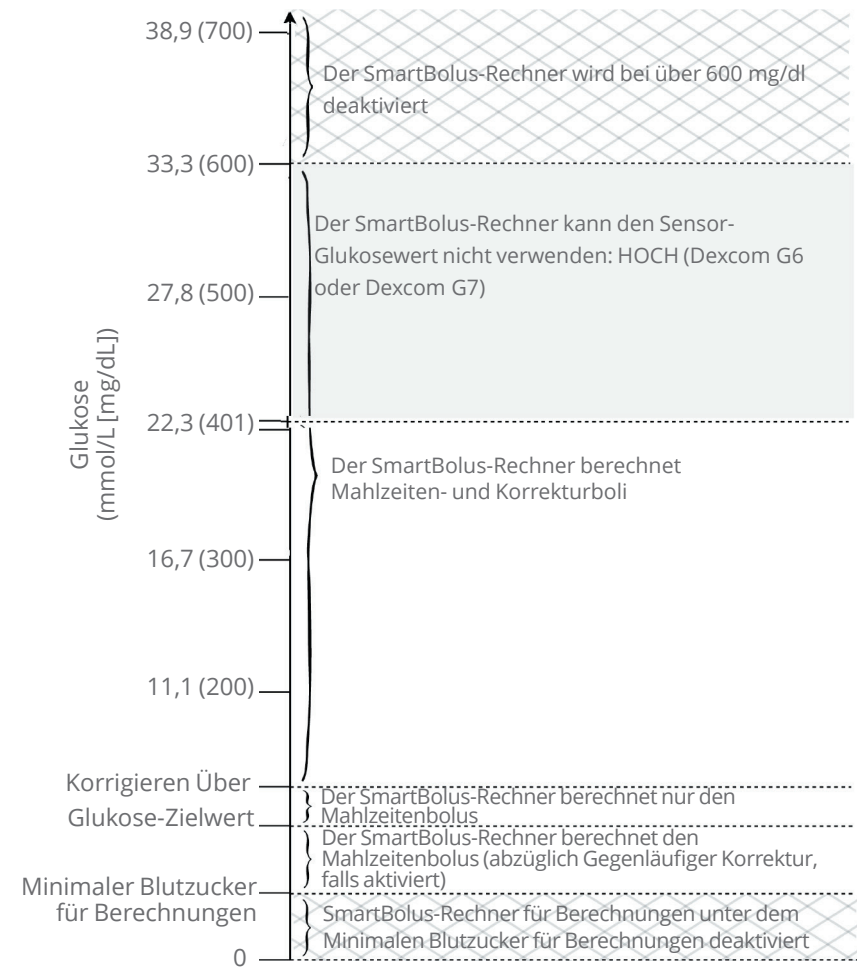 38,9 (700)
Der SmartBolus-Rechner wird bei über 600 mg/dl
deaktiviert
33,3 (600)
Der SmartBolus-Rechner kann den Sensor-
Glukosewert nicht verwenden: HOCH (Dexcom G6
oder Dexcom G7)
27,8 (500)
Glukose
(mmol/L [mg/dL])
22,3 (401)
Der SmartBolus-Rechner berechnet
Mahlzeiten- und Korrekturboli
16,7 (300)
11,1 (200)
Korrigieren Über
Der SmartBolus-Rechner berechnet nur den
Mahlzeitenbolus
Glukose-Zielwert
Der SmartBolus-Rechner berechnet den
Mahlzeitenbolus (abzüglich Gegenläufiger Korrektur,
falls aktiviert)
Minimaler Blutzucker
für Berechnungen
SmartBolus-Rechner für Berechnungen unter dem
Minimalen Blutzucker für Berechnungen deaktiviert
0